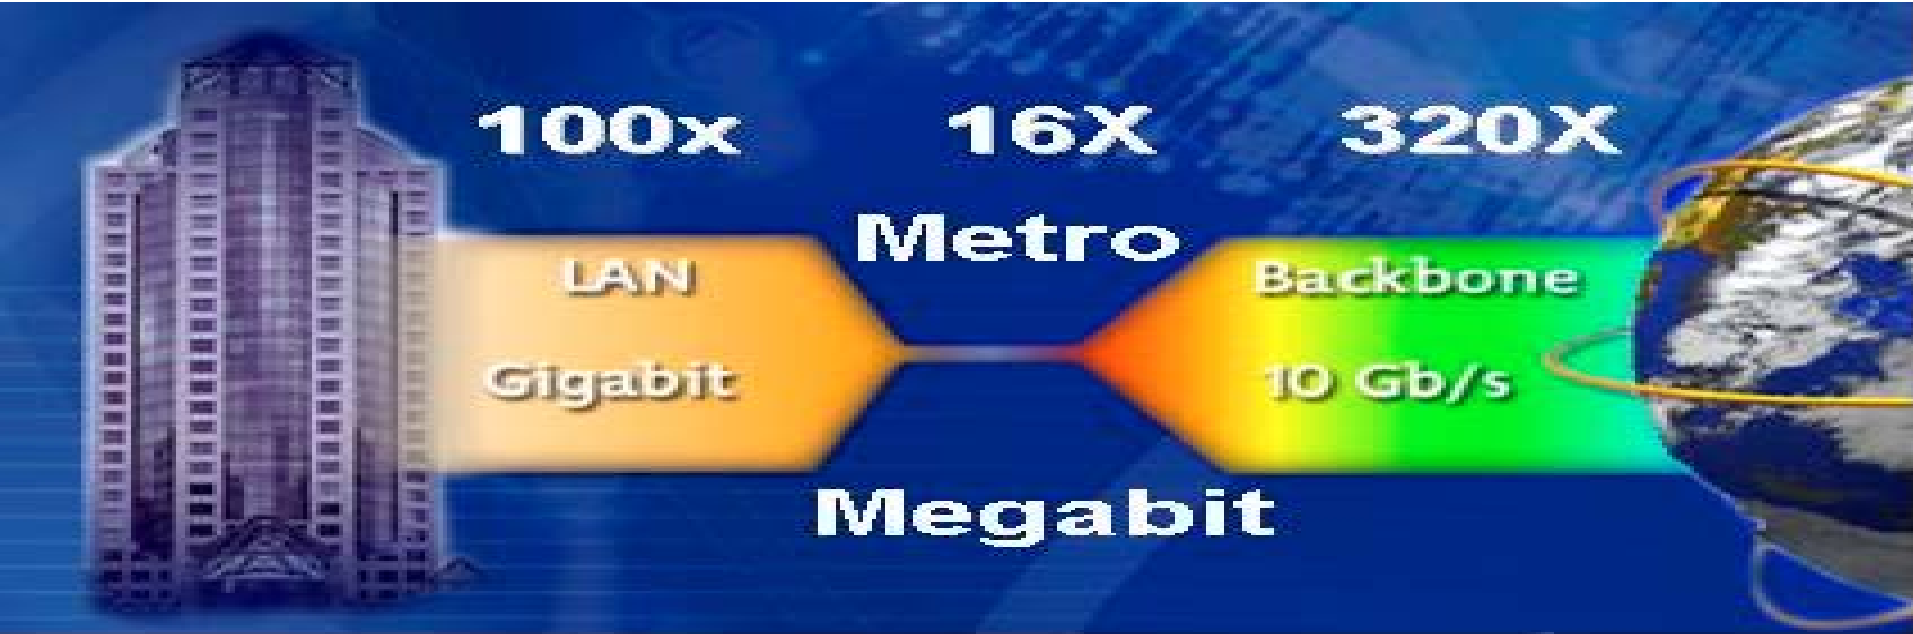 100x 16X 320X
Metro
LAN Backbone
Gigabit 10 Gb/s
Megabit